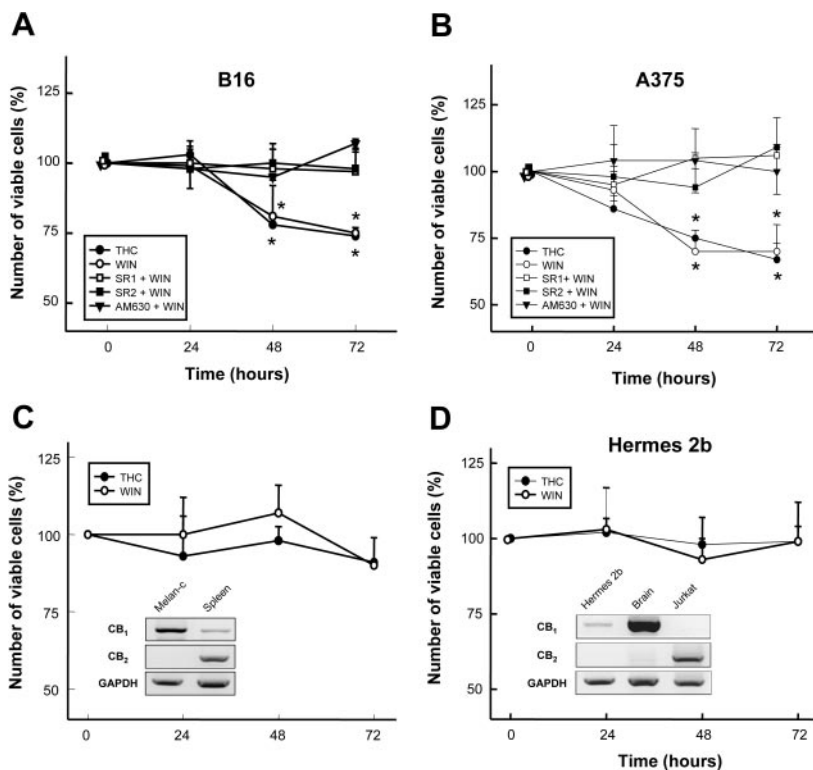 A
B16
Number of viable cells (%)
125
100
75
50
THC
WIN
SR1 + WIN
SR2 + WIN
AM630 + WIN
*
*
*
*
0 24 48 72
Time (hours)
B
A375
Number of viable cells (%)
125
100
75
50
THC
WIN
SR1+ WIN
SR2 + WIN
AM630 + WIN
*
*
*
*
0 24 48 72
Time (hours)
C
Number of viable cells (%)
125
100
75
50
THC
WIN
Melan-c Spleen
CB1
CB2
GAPDH
0 24 48 72
D
Hermes 2b
Number of viable cells (%)
125
100
75
50
THC
WIN
Hermes 2b Brain Jurkat
CB1
CB2
GAPDH
0 24 48 72
Time (hours)